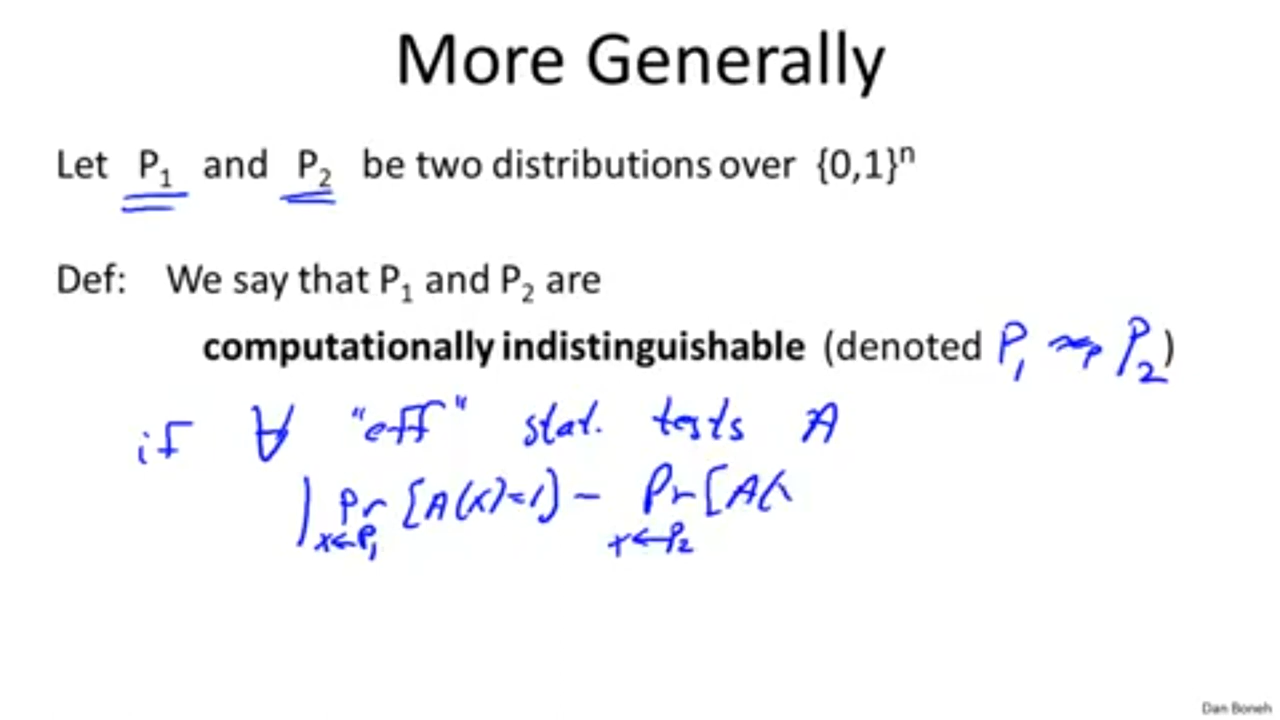 More Generally
Let P₁ and P₂ be two distributions over {0,1}ⁿ
Def: We say that P₁ and P₂ are
computationally indistinguishable (denoted P₁ ≈ₚ P₂)
if ∀ "eff" stat. tests A
| Pr [A(x)=1] - Pr [A(x
x←P₁ x←P₂
Dan Boneh